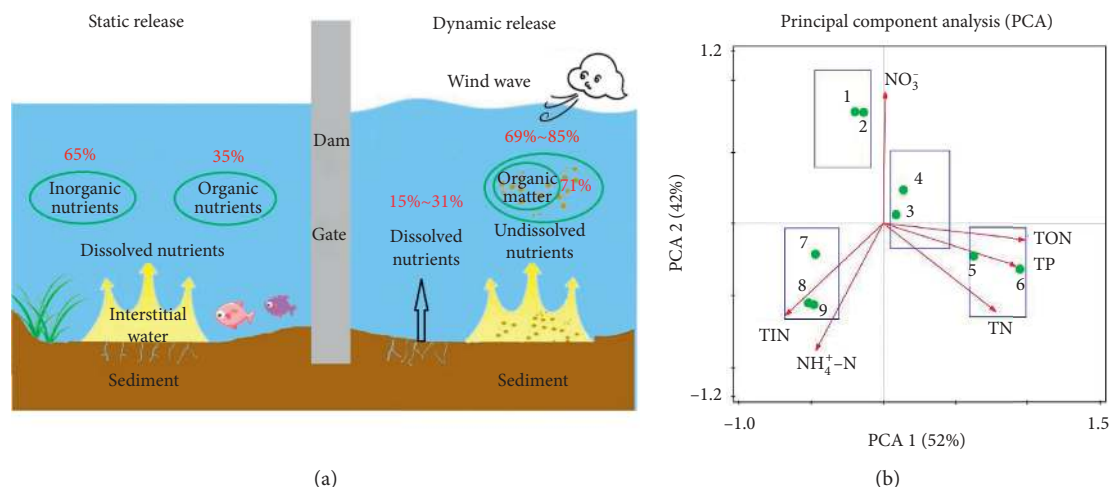 Static release
Dynamic release
Wind wave
Dam
Gate
65%
35%
Inorganic
nutrients
Organic
nutrients
Dissolved nutrients
Interstitial
water
Sediment
69%~85%
Organic
matter
71%
15%~31%
Dissolved
nutrients
Undissolved
nutrients
Sediment
(a)
Principal component analysis (PCA)
1.2
NO₃⁻
1
2
4
3
TON
TP
7
5
6
8
9
TIN
TN
NH₄⁺–N
−1.2
−1.0
1.5
PCA 1 (52%)
PCA 2 (42%)
(b)